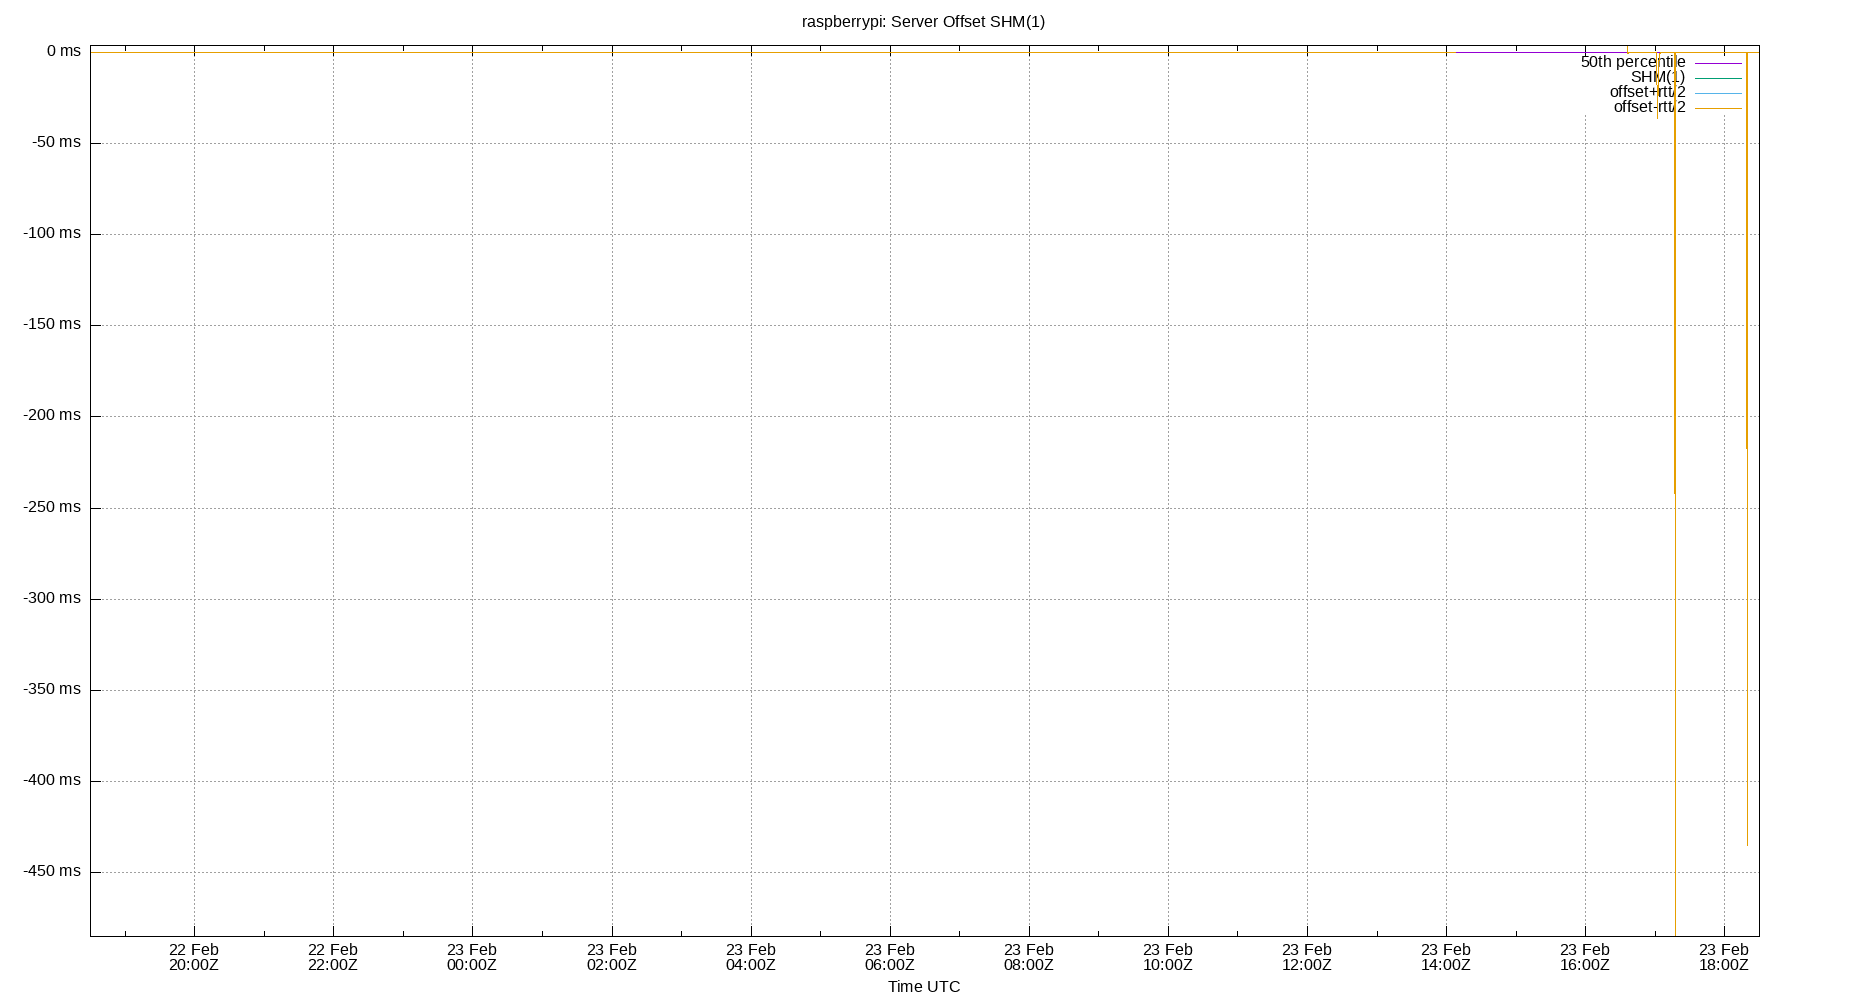 raspberrypi: Server Offset SHM(1)
0 ms
50th percentile
SHM(1)
offset+rtt/2
offset-rtt/2
-50 ms
-100 ms
-150 ms
-200 ms
-250 ms
-300 ms
-350 ms
-400 ms
-450 ms
22 Feb 22 Feb 23 Feb 23 Feb 23 Feb 23 Feb 23 Feb 23 Feb 23 Feb 23 Feb 23 Feb 23 Feb
20:00Z 22:00Z 00:00Z 02:00Z 04:00Z 06:00Z 08:00Z 10:00Z 12:00Z 14:00Z 16:00Z 18:00Z
Time UTC